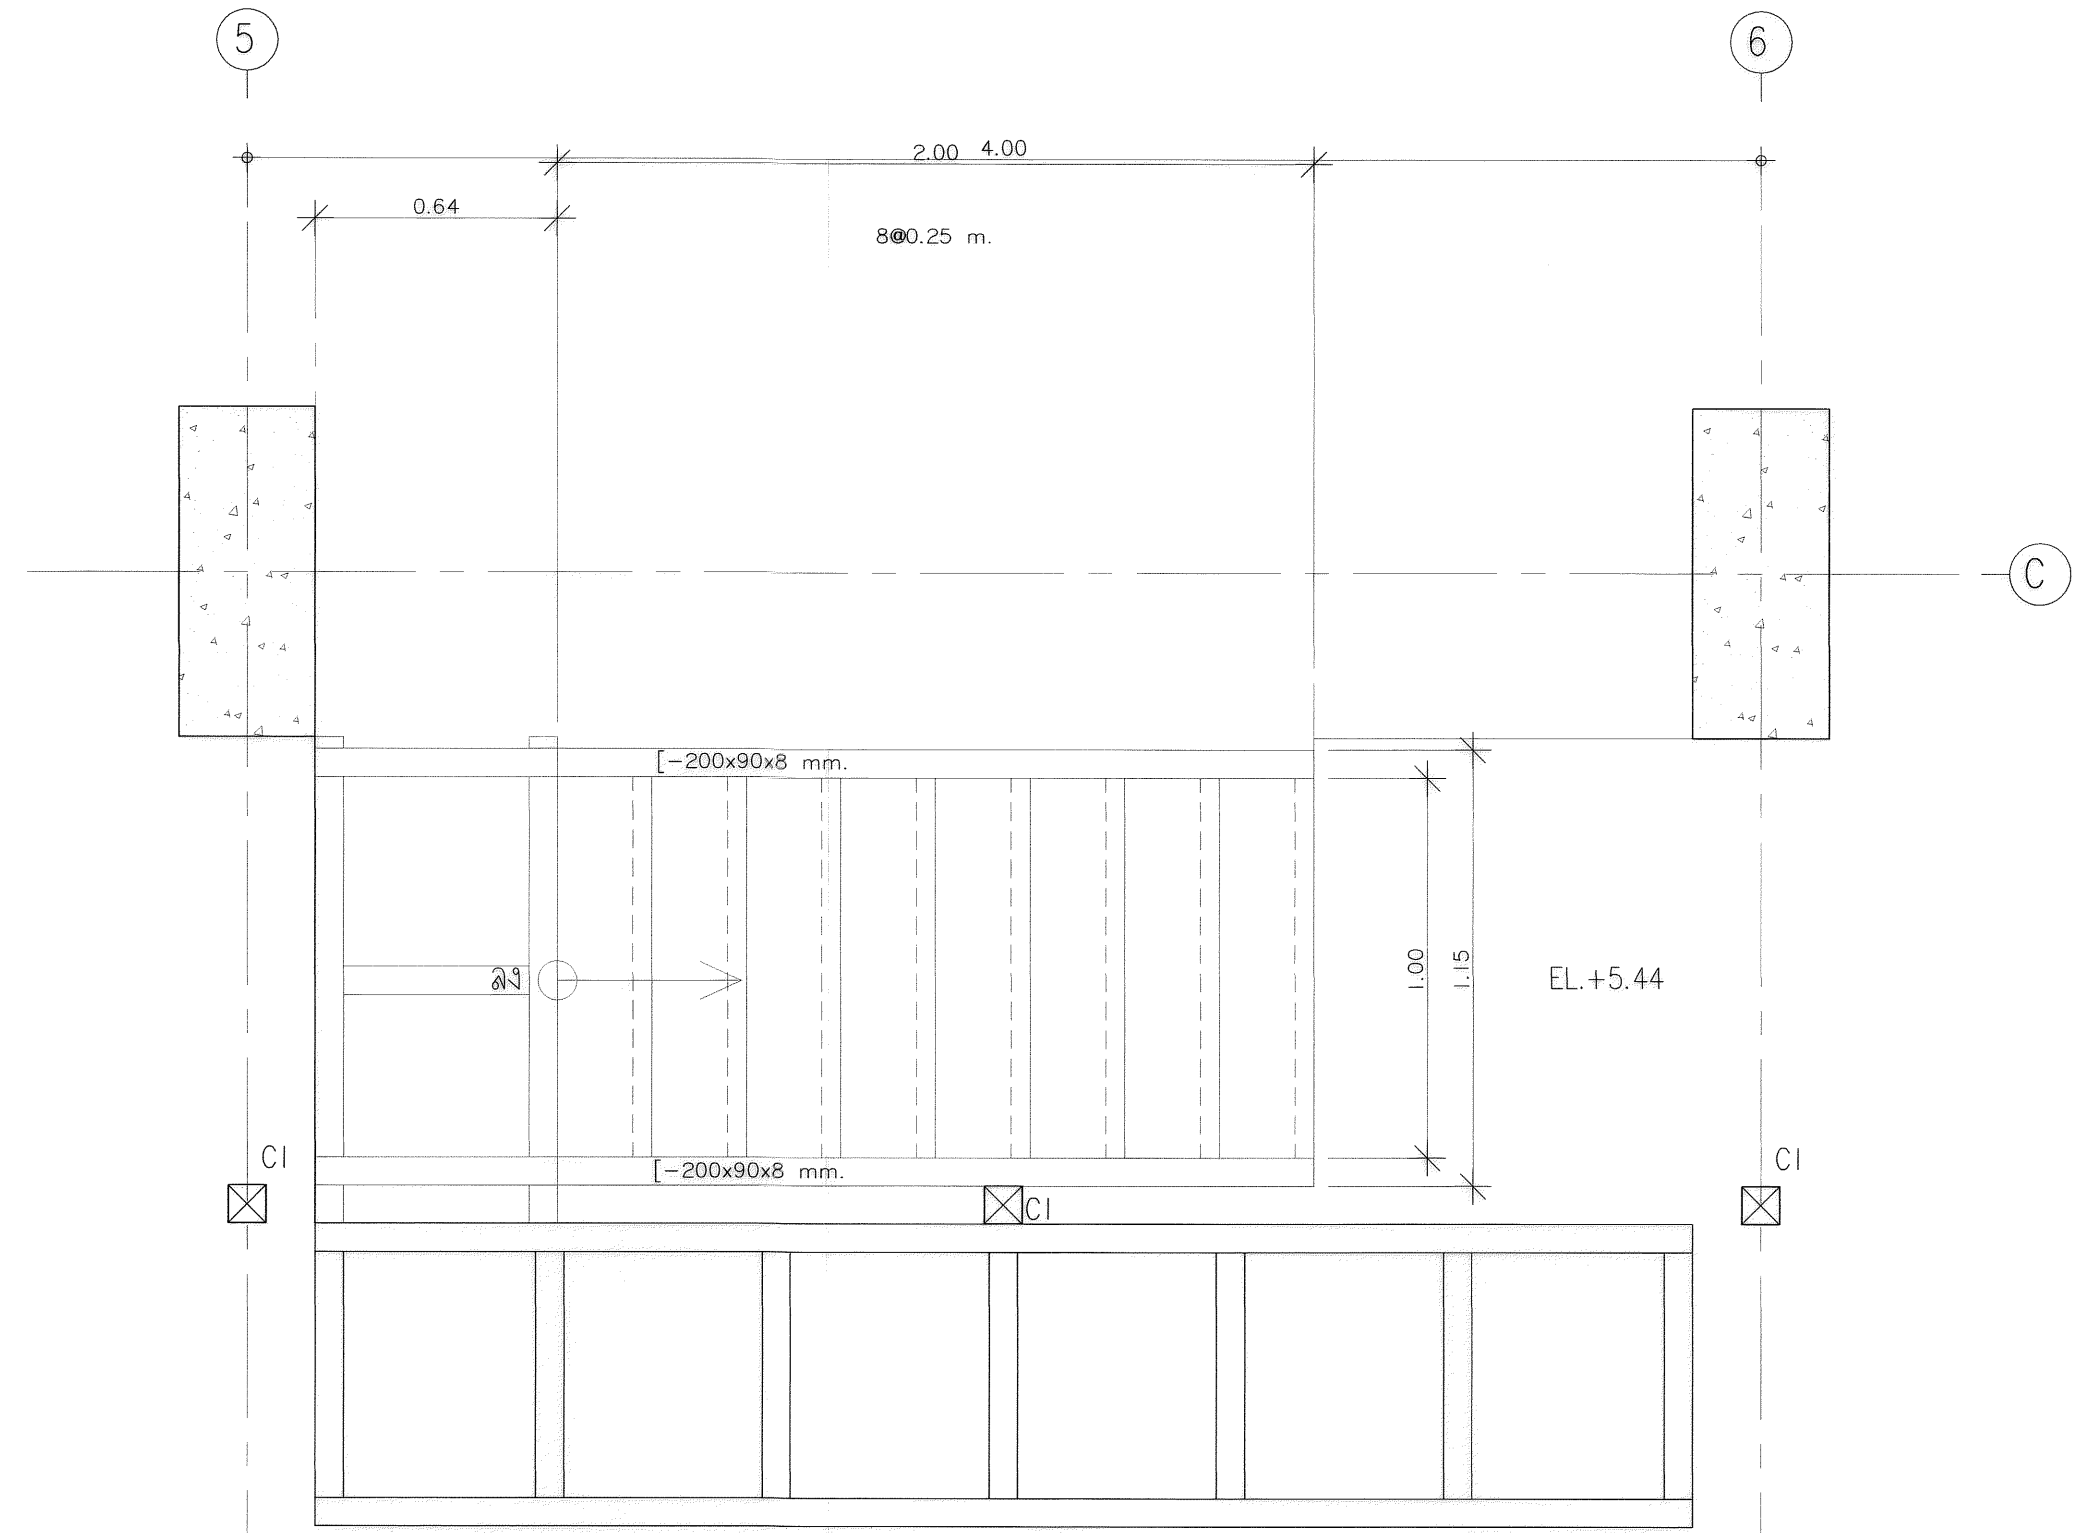 5
6
2.00
4.00
0.64
8@0.25 m.
C
[-200x90x8 mm.
ลง
1.00
1.15
EL.+5.44
C1
C1
[-200x90x8 mm.
C1